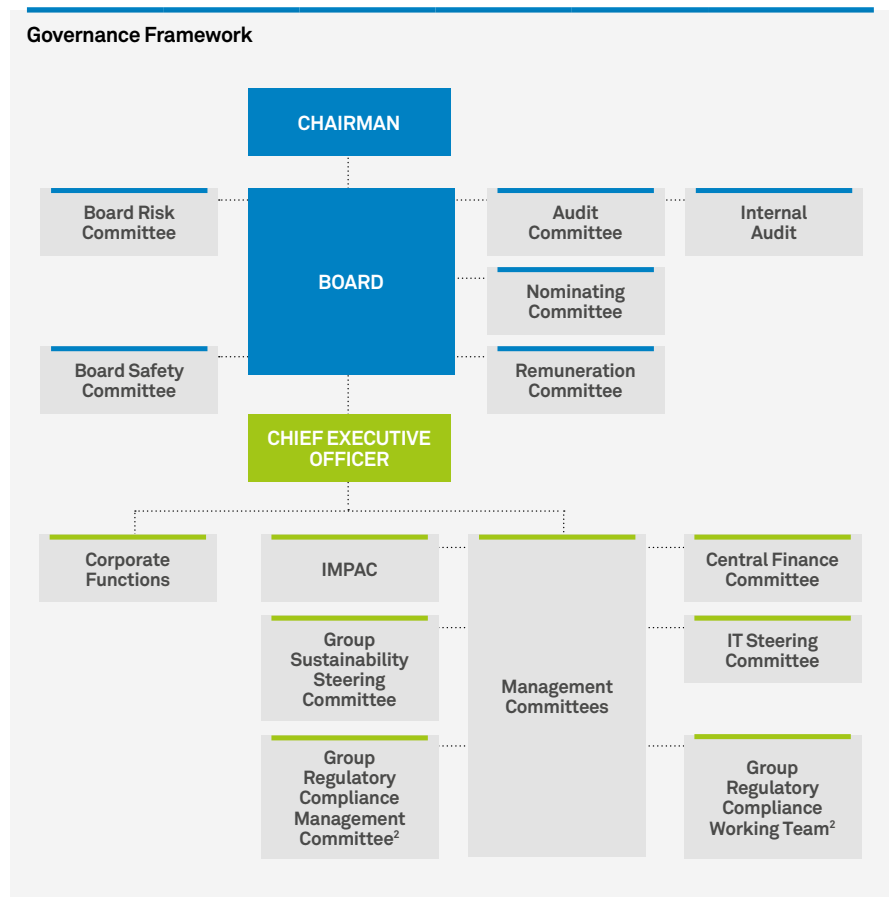 Governance Framework
CHAIRMAN
Board Risk
Committee
BOARD
Audit
Committee
Internal
Audit
Nominating
Committee
Board Safety
Committee
Remuneration
Committee
CHIEF EXECUTIVE
OFFICER
Corporate
Functions
IMPAC
Central Finance
Committee
Group
Sustainability
Steering
Committee
IT Steering
Committee
Management
Committees
Group
Regulatory
Compliance
Management
Committee²
Group
Regulatory
Compliance
Working Team²